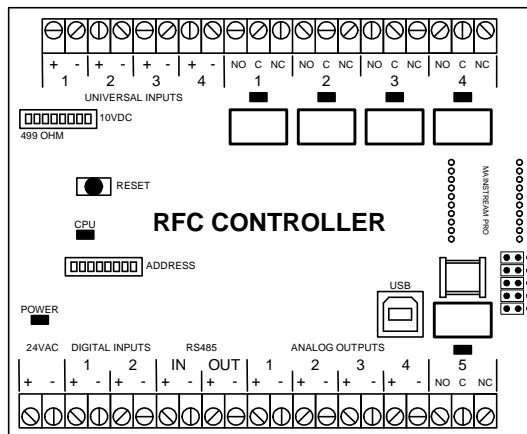 + - + - + - + - NO C NC NO C NC NO C NC NO C NC
1 2 3 4 1 2 3 4
UNIVERSAL INPUTS
10VDC
499 OHM
MAINSTREAM PRO
RESET
CPU
RFC CONTROLLER
ADDRESS
USB
POWER
24VAC DIGITAL INPUTS RS485 ANALOG OUTPUTS
1 2 IN OUT 1 2 3 4 5
+ - + - + - + - + - + - + - + - + - NO C NC